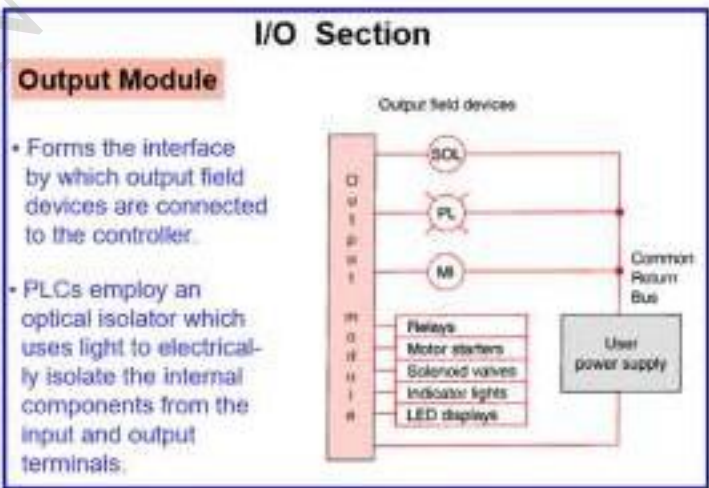 I/O Section
Output Module
• Forms the interface
by which output field
devices are connected
to the controller.
• PLCs employ an
optical isolator which
uses light to electrical-
ly isolate the internal
components from the
input and output
terminals.
Output field devices
Output module
SOL
PL
Common
Return
Bus
User
power supply
Relays
Motor starters
Solenoid valves
Indicator lights
LED displays